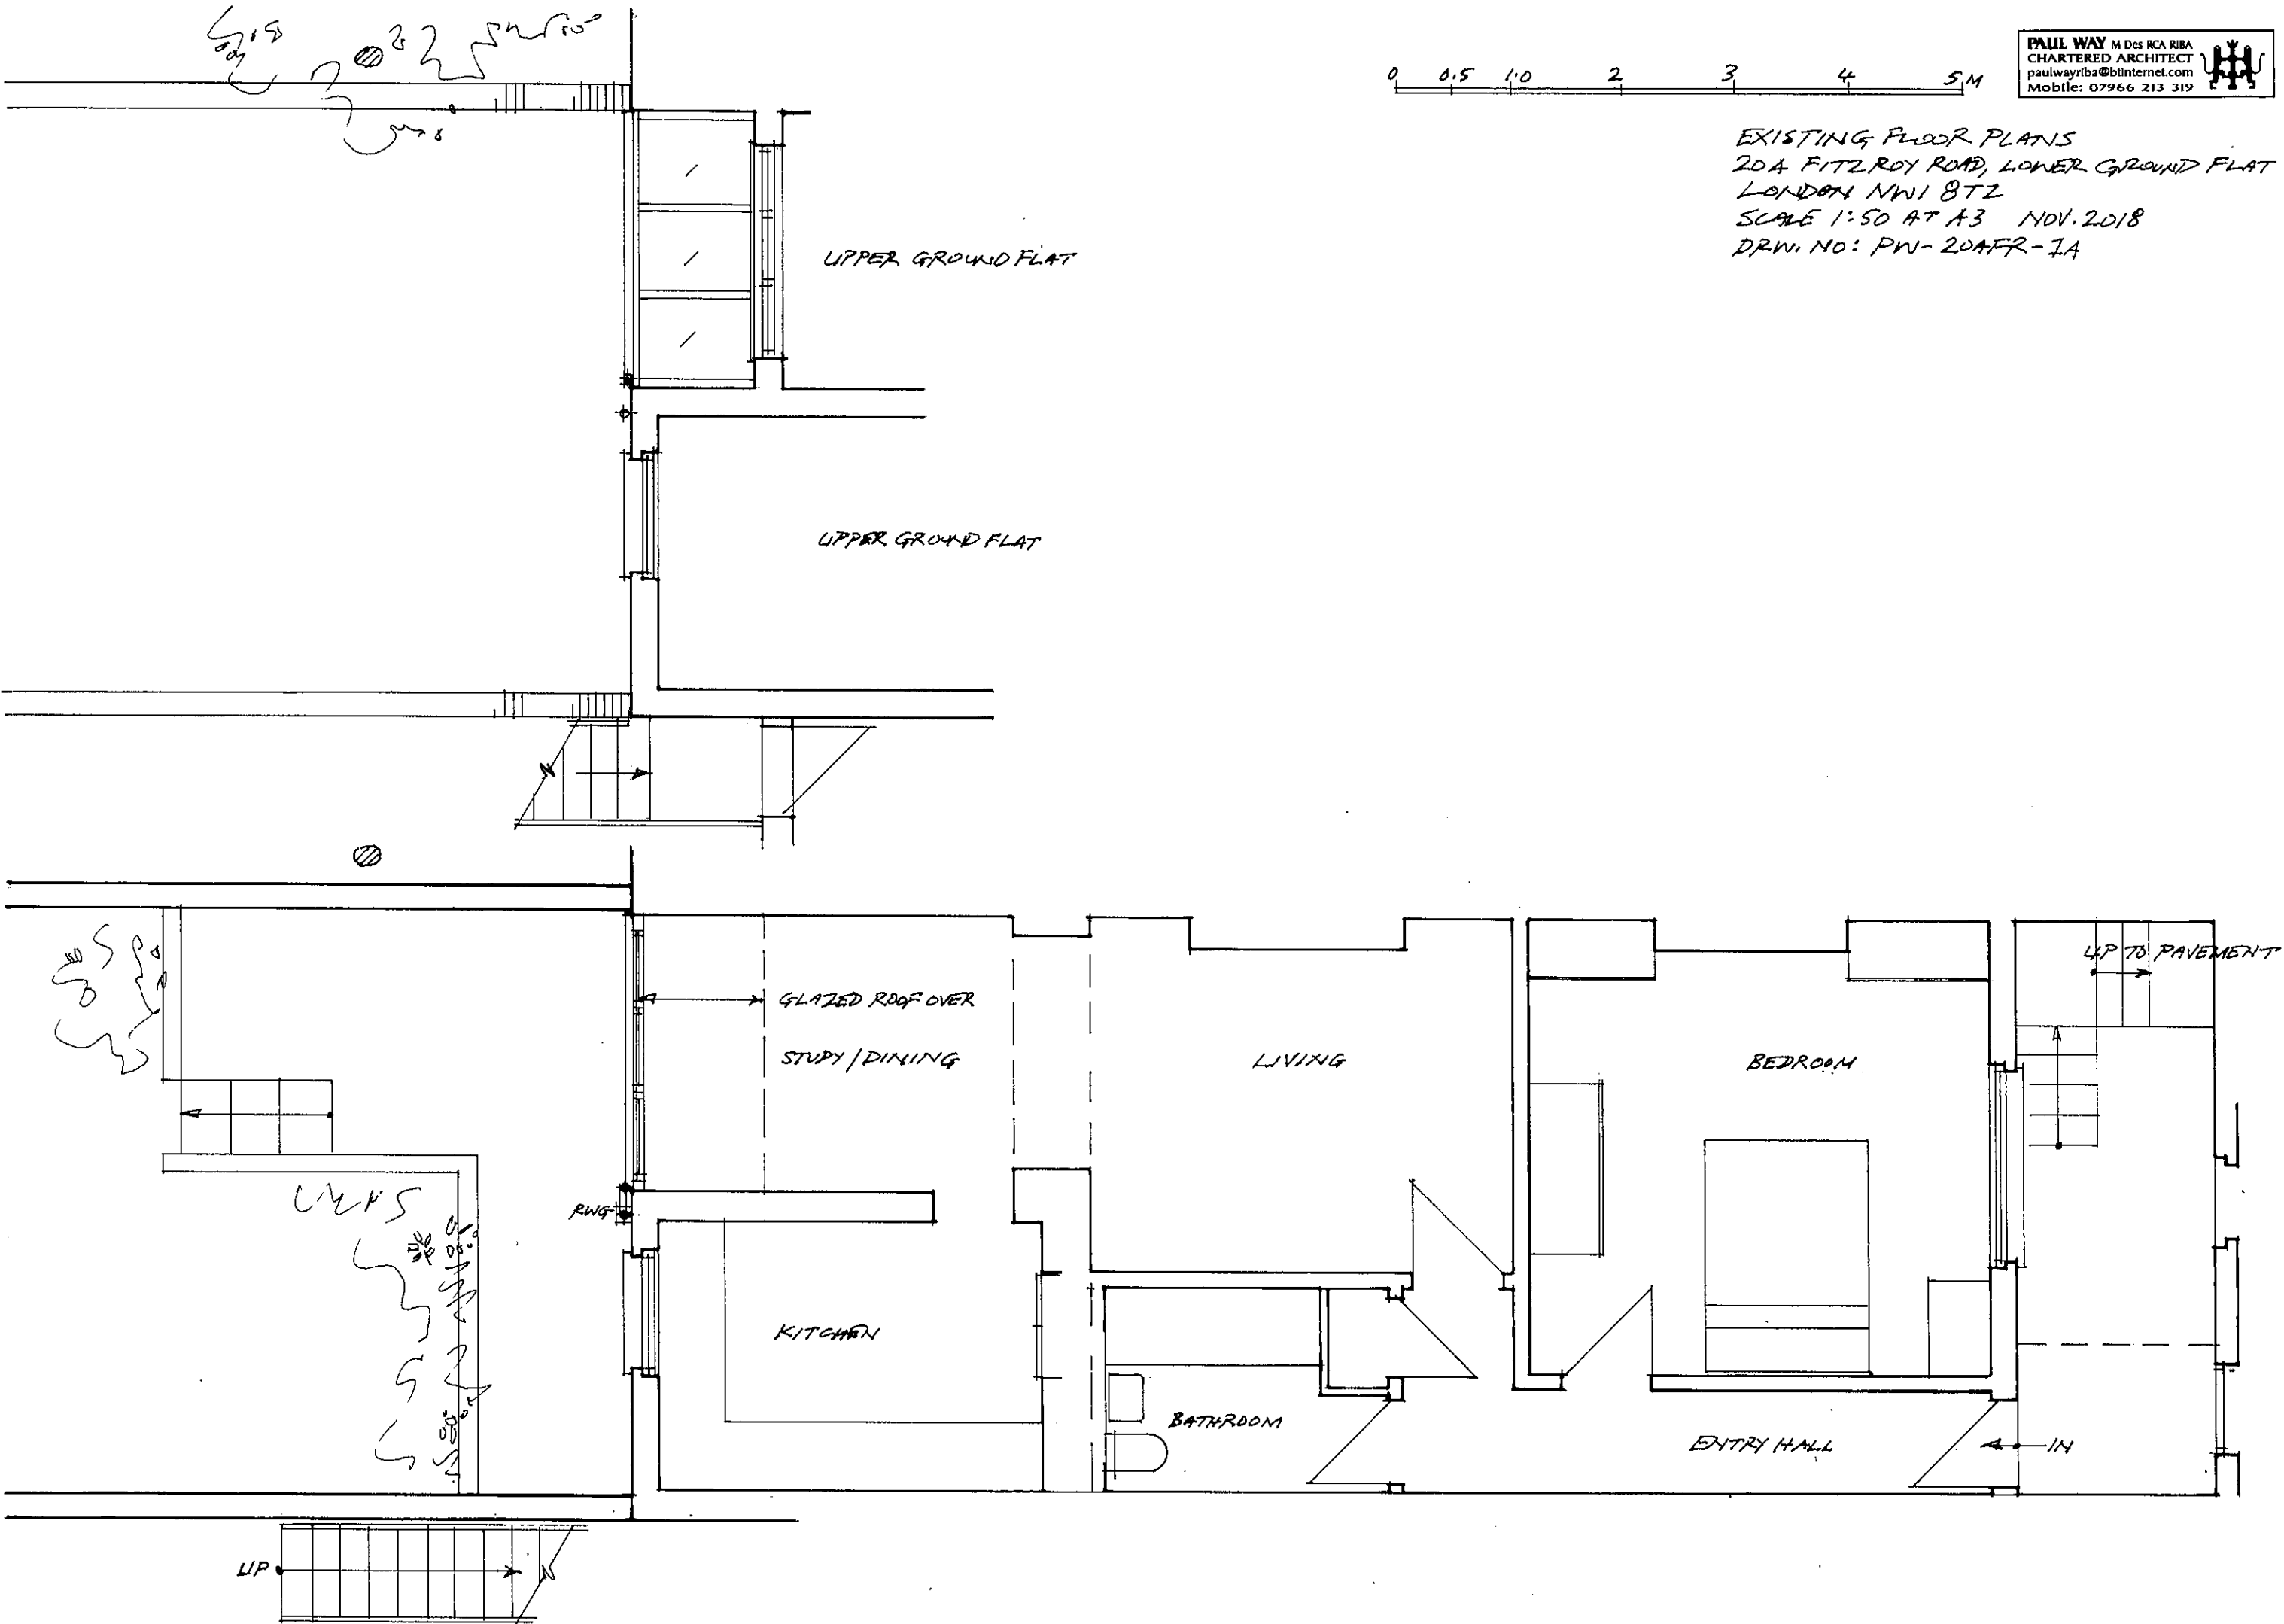 PAUL WAY M Des RCA RIBA
CHARTERED ARCHITECT
paulwayriba@btinternet.com
Mobile: 07966 213 319
0 0.5 1.0 2 3 4 5 M
EXISTING FLOOR PLANS
20A FITZROY ROAD, LOWER GROUND FLAT
LONDON NW1 8TZ
SCALE 1:50 AT A3 NOV. 2018
DRW. NO: PW-20AFR-1A
UPPER GROUND FLAT
UPPER GROUND FLAT
UP TO PAVEMENT
GLAZED ROOF OVER
STUDY/DINING
LIVING
BEDROOM
RWG
KITCHEN
BATHROOM
ENTRY HALL
IN
UP